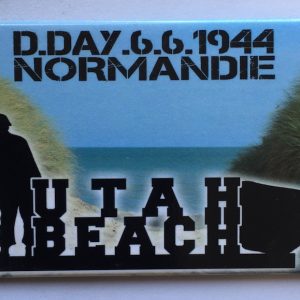 D.DAY.6.6.1944
NORMANDIE
UTAH
BEACH